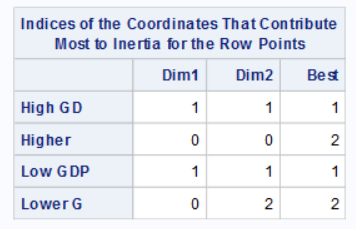 Indices of the Coordinates That Contribute
Most to Inertia for the Row Points
Dim1 Dim2 Best
High GD 1 1 1
Higher 0 0 2
Low GDP 1 1 1
Lower G 0 2 2